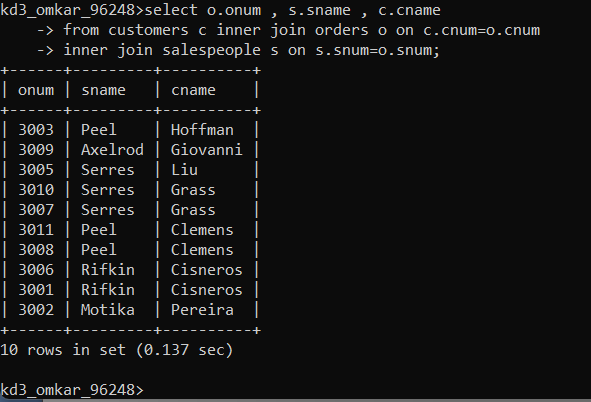 kd3_omkar_96248>select o.onum , s.sname , c.cname
    -> from customers c inner join orders o on c.cnum=o.cnum
    -> inner join salespeople s on s.snum=o.snum;
+------+---------+----------+
| onum | sname   | cname    |
+------+---------+----------+
| 3003 | Peel    | Hoffman  |
| 3009 | Axelrod | Giovanni |
| 3005 | Serres  | Liu      |
| 3010 | Serres  | Grass    |
| 3007 | Serres  | Grass    |
| 3011 | Peel    | Clemens  |
| 3008 | Peel    | Clemens  |
| 3006 | Rifkin  | Cisneros |
| 3001 | Rifkin  | Cisneros |
| 3002 | Motika  | Pereira  |
+------+---------+----------+
10 rows in set (0.137 sec)
kd3_omkar_96248>